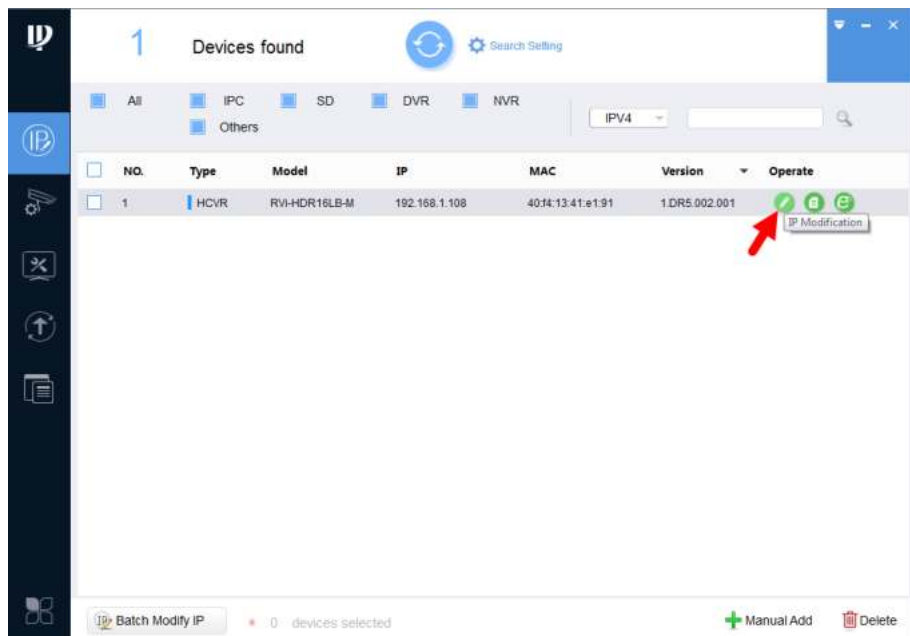 1 Devices found Search Setting
All IPC SD DVR NVR
Others
IPV4
NO. Type Model IP MAC Version Operate
1 HCVR RVi-HDR16LB-M 192.168.1.108 40:f4:13:41:e1:91 1.DR5.002.001
IP Modification
Batch Modify IP 0 devices selected Manual Add Delete